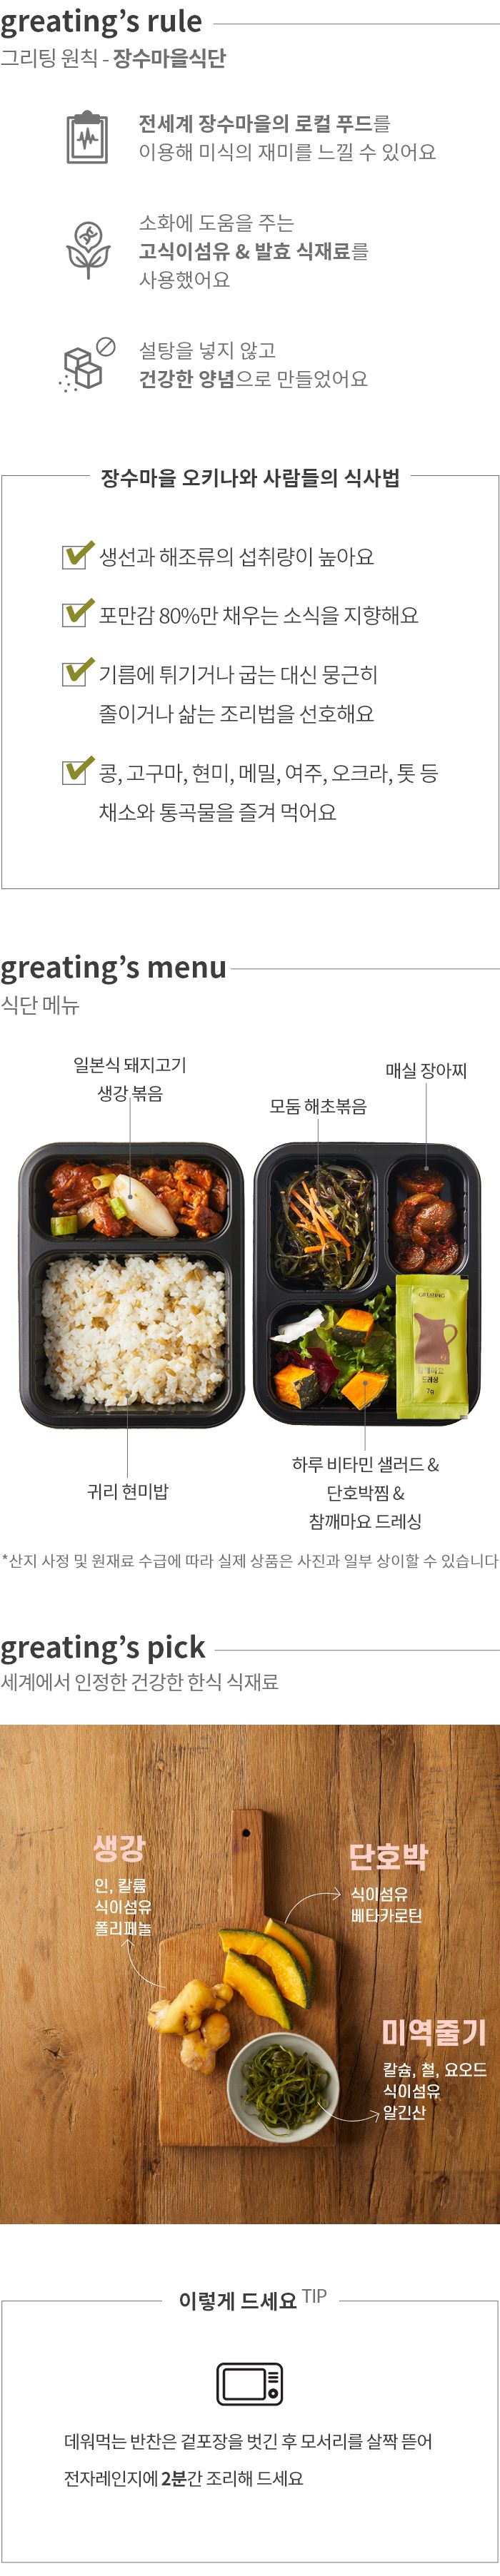 greating's rule
그리팅 원칙 - 장수마을식단
전세계 장수마을의 로컬 푸드를
이용해 미식의 재미를 느낄 수 있어요
소화에 도움을 주는
고식이섬유 & 발효 식재료를
사용했어요
설탕을 넣지 않고
건강한 양념으로 만들었어요
장수마을 오키나와 사람들의 식사법
생선과 해조류의 섭취량이 높아요
포만감 80%만 채우는 소식을 지향해요
기름에 튀기거나 굽는 대신 뭉근히
졸이거나 삶는 조리법을 선호해요
콩, 고구마, 현미, 메밀, 여주, 오크라, 톳 등
채소와 통곡물을 즐겨 먹어요
greating's menu
식단 메뉴
일본식 돼지고기
생강 볶음
모둠 해초볶음
매실 장아찌
GREATING
드레싱
7g
귀리 현미밥
하루 비타민 샐러드 &
단호박찜 &
참깨마요 드레싱
*산지 사정 및 원재료 수급에 따라 실제 상품은 사진과 일부 상이할 수 있습니다
greating's pick
세계에서 인정한 건강한 한식 식재료
생강
인, 칼륨
식이섬유
폴리페놀
단호박
식이섬유
베타카로틴
미역줄기
칼슘, 철, 요오드
식이섬유
알긴산
이렇게 드세요 TIP
데워먹는 반찬은 겉포장을 벗긴 후 모서리를 살짝 뜯어
전자레인지에 2분간 조리해 드세요